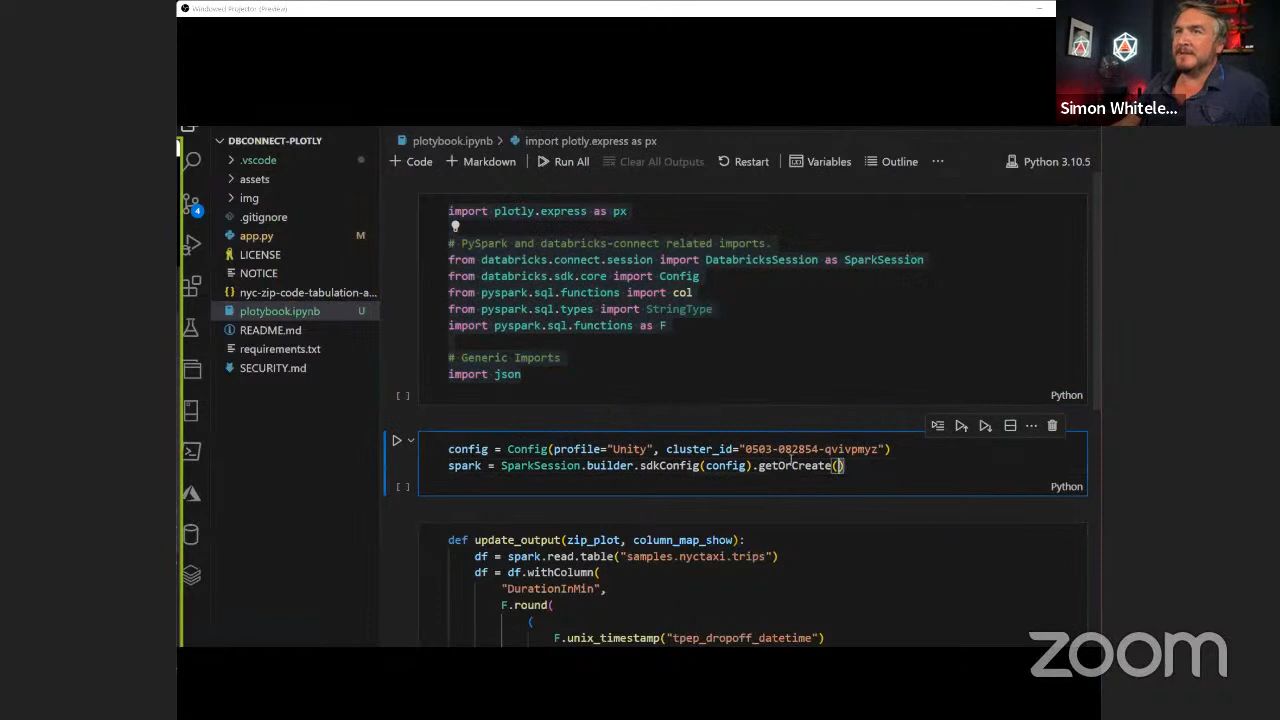 Windowed Projector (Preview)
Simon Whitele...
DBCONNECT-PLOTLY
.vscode
assets
img
.gitignore
app.py M
LICENSE
NOTICE
nyc-zip-code-tabulation-a...
plotybook.ipynb U
README.md
requirements.txt
SECURITY.md
4
plotybook.ipynb > import plotly.express as px
+ Code + Markdown Run All Clear All Outputs Restart Variables Outline ... Python 3.10.5
import plotly.express as px
# PySpark and databricks-connect related imports.
from databricks.connect.session import DatabricksSession as SparkSession
from databricks.sdk.core import Config
from pyspark.sql.functions import col
from pyspark.sql.types import StringType
import pyspark.sql.functions as F
# Generic Imports
import json
[ ] Python
config = Config(profile="Unity", cluster_id="0503-082854-qvivpmyz")
spark = SparkSession.builder.sdkConfig(config).getOrCreate()
[ ] Python
def update_output(zip_plot, column_map_show):
df = spark.read.table("samples.nyctaxi.trips")
df = df.withColumn(
"DurationInMin",
F.round(
(
F.unix_timestamp("tpep_dropoff_datetime")
zoom